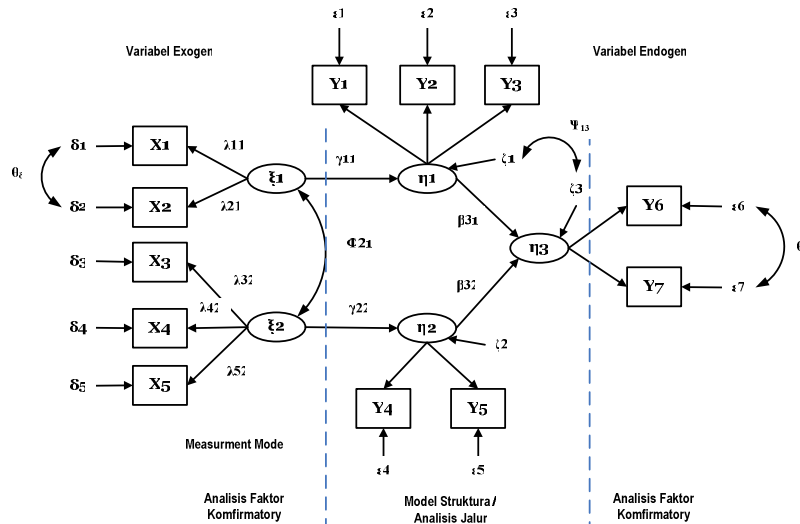 ε1 ε2 ε3
Variabel Exogen
Variabel Endogen
Y1 Y2 Y3
Ψ13
δ1 X1 λ11 γ11 ζ1
θδ
ξ1 η1 ζ3
δ2 X2 λ21 Y6 ε6
β31
δ3 X3 Φ21 η3 θ
λ32 β32
λ42 Y7 ε7
δ4 X4 ξ2 γ22 η2
ζ2
λ52
δ5 X5
Y4 Y5
Measurment Mode
ε4 ε5
Analisis Faktor
Komfirmatory
Model Struktura/
Analisis Jalur
Analisis Faktor
Komfirmatory